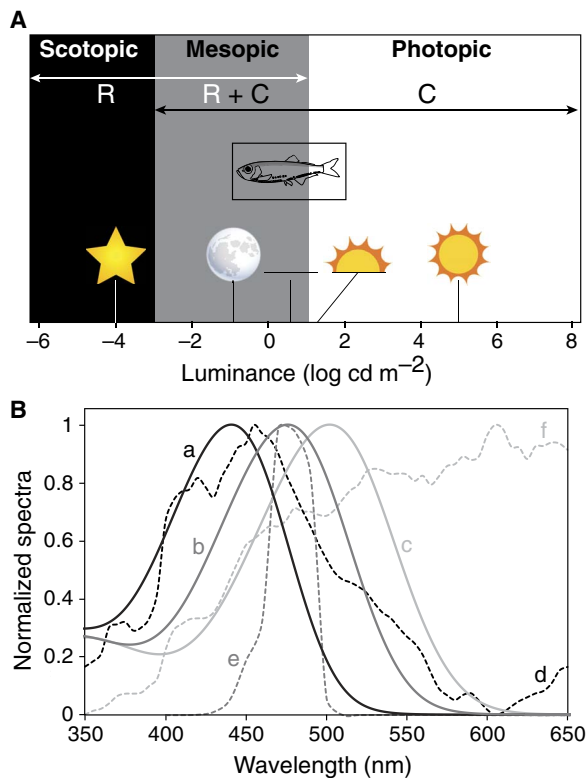 A
Scotopic Mesopic Photopic
R R + C C
–6 –4 –2 0 2 4 6 8
Luminance (log cd m–2)
B
1 0.8 0.6 0.4 0.2 0
Normalized spectra
a b c d e f
350 400 450 500 550 600 650
Wavelength (nm)